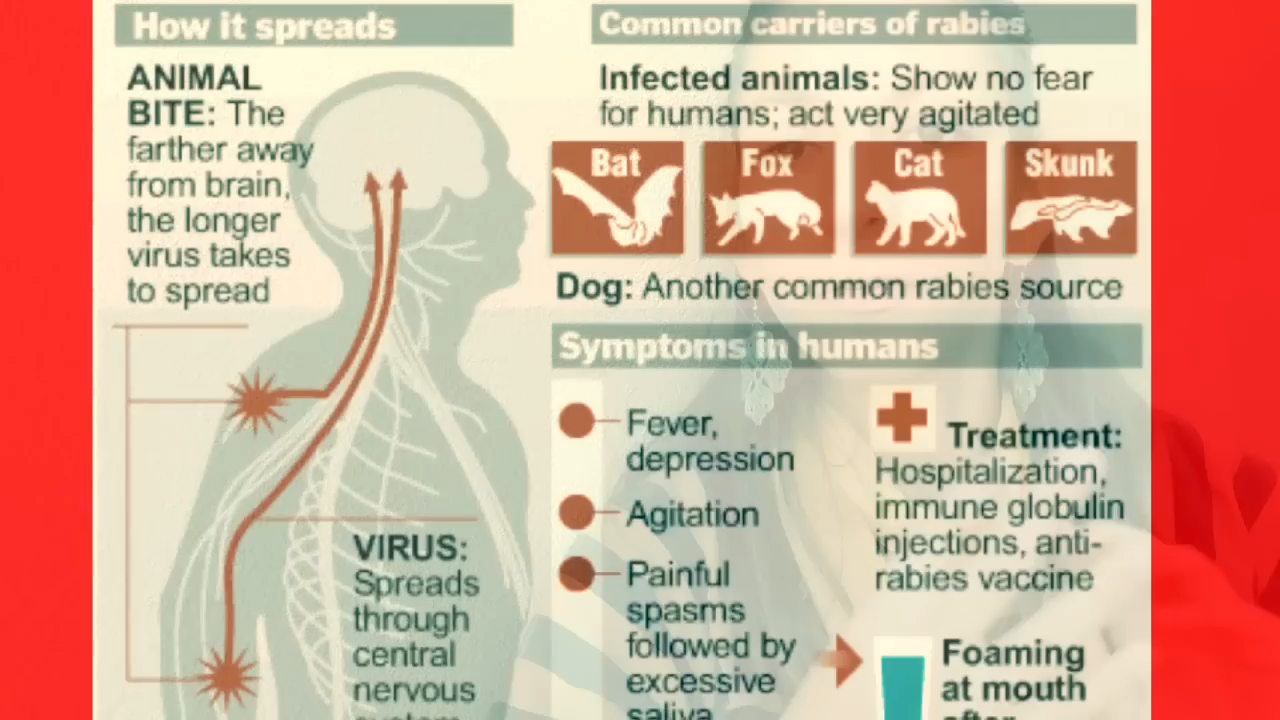 How it spreads
ANIMAL
BITE: The
farther away
from brain,
the longer
virus takes
to spread
VIRUS:
Spreads
through
central
nervous
system
Common carriers of rabies
Infected animals: Show no fear
for humans; act very agitated
Bat
Fox
Cat
Skunk
Dog: Another common rabies source
Symptoms in humans
Fever,
depression
Agitation
Painful
spasms
followed by
excessive
saliva
Treatment:
Hospitalization,
immune globulin
injections, anti-
rabies vaccine
Foaming
at mouth
after